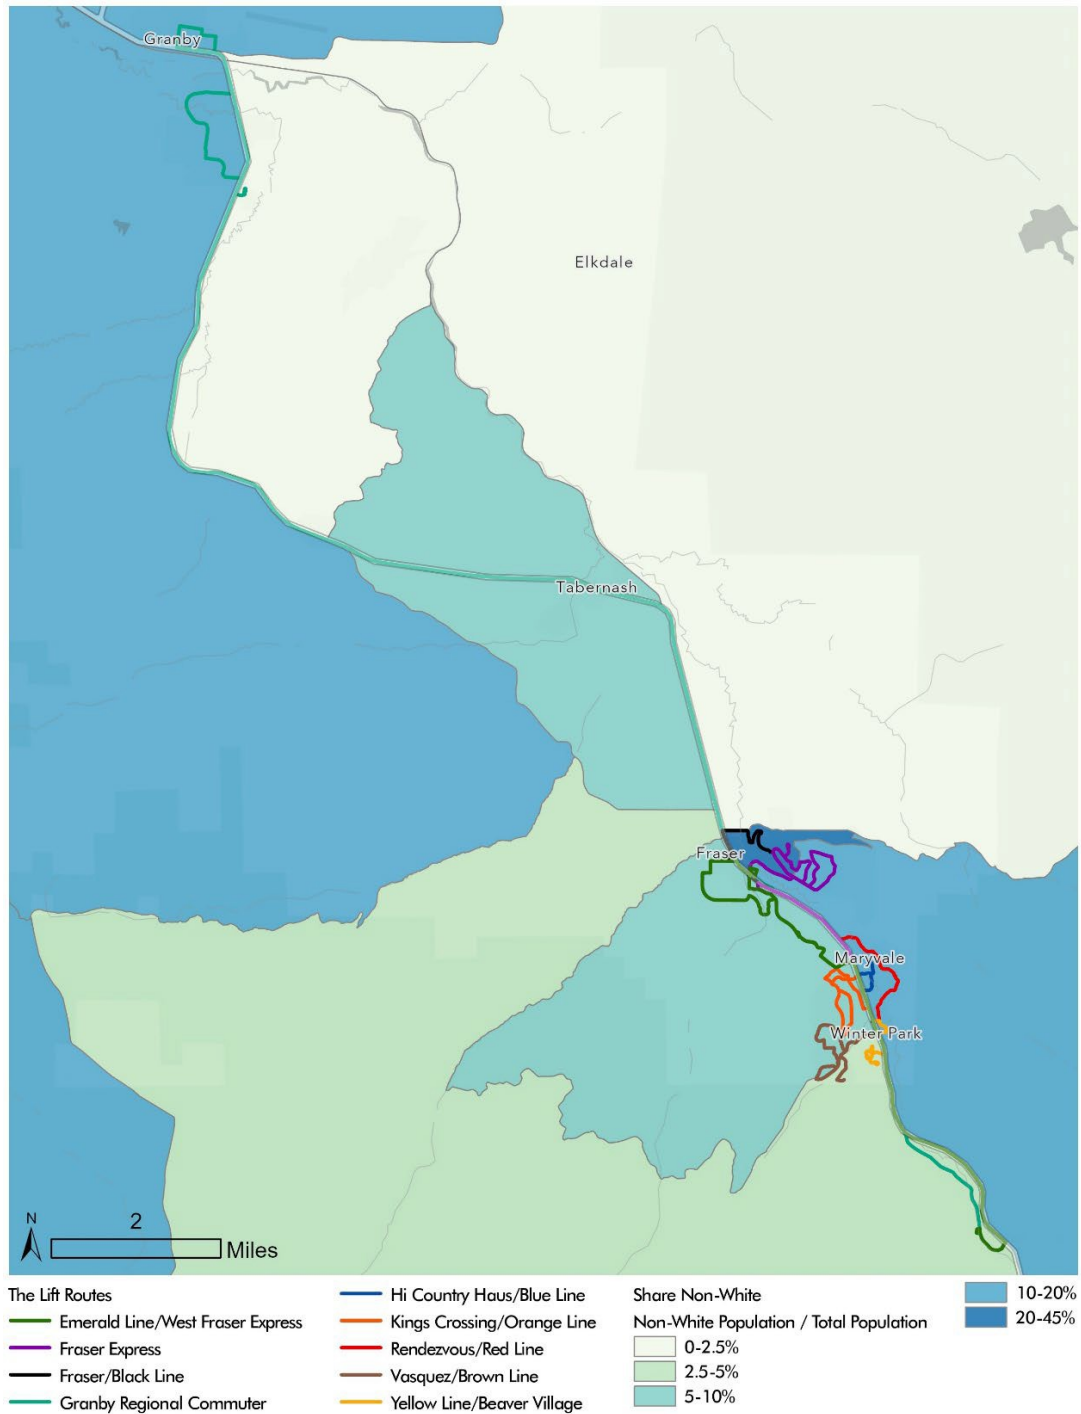 Granby
Elkdale
Tabernash
Fraser
Maryvale
Winter Park
N
2
Miles
The Lift Routes
Emerald Line/West Fraser Express
Fraser Express
Fraser/Black Line
Granby Regional Commuter
Hi Country Haus/Blue Line
Kings Crossing/Orange Line
Rendezvous/Red Line
Vasquez/Brown Line
Yellow Line/Beaver Village
Share Non-White
Non-White Population / Total Population
0-2.5%
2.5-5%
5-10%
10-20%
20-45%